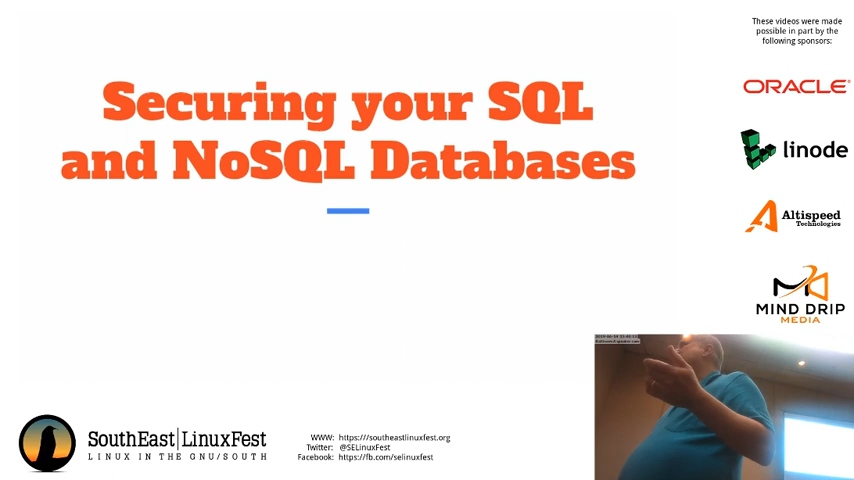 These videos were made
possible in part by the
following sponsors:
Securing your SQL
and NoSQL Databases
ORACLE®
linode
Altispeed
Technologies
MIND DRIP
MEDIA
SouthEast|LinuxFest
LINUX IN THE GNU/SOUTH
WWW: https:///southeastlinuxfest.org
Twitter: @SELinuxFest
Facebook: https://fb.com/selinuxfest